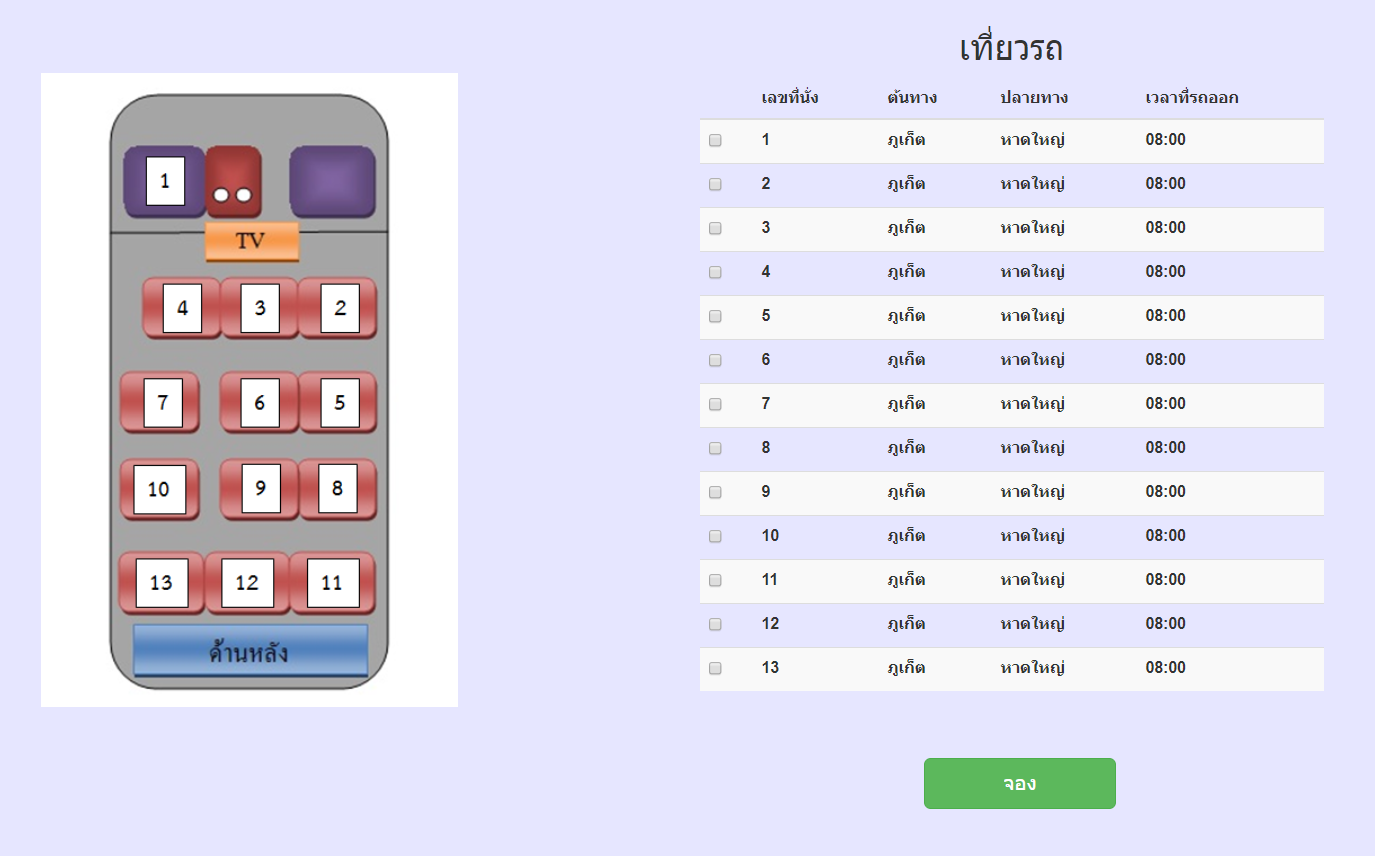 1
TV
4 3 2
7 6 5
10 9 8
13 12 11
ด้านหลัง
เที่ยวรถ
เลขที่นั่ง ต้นทาง ปลายทาง เวลาที่รถออก
1 ภูเก็ต หาดใหญ่ 08:00
2 ภูเก็ต หาดใหญ่ 08:00
3 ภูเก็ต หาดใหญ่ 08:00
4 ภูเก็ต หาดใหญ่ 08:00
5 ภูเก็ต หาดใหญ่ 08:00
6 ภูเก็ต หาดใหญ่ 08:00
7 ภูเก็ต หาดใหญ่ 08:00
8 ภูเก็ต หาดใหญ่ 08:00
9 ภูเก็ต หาดใหญ่ 08:00
10 ภูเก็ต หาดใหญ่ 08:00
11 ภูเก็ต หาดใหญ่ 08:00
12 ภูเก็ต หาดใหญ่ 08:00
13 ภูเก็ต หาดใหญ่ 08:00
จอง